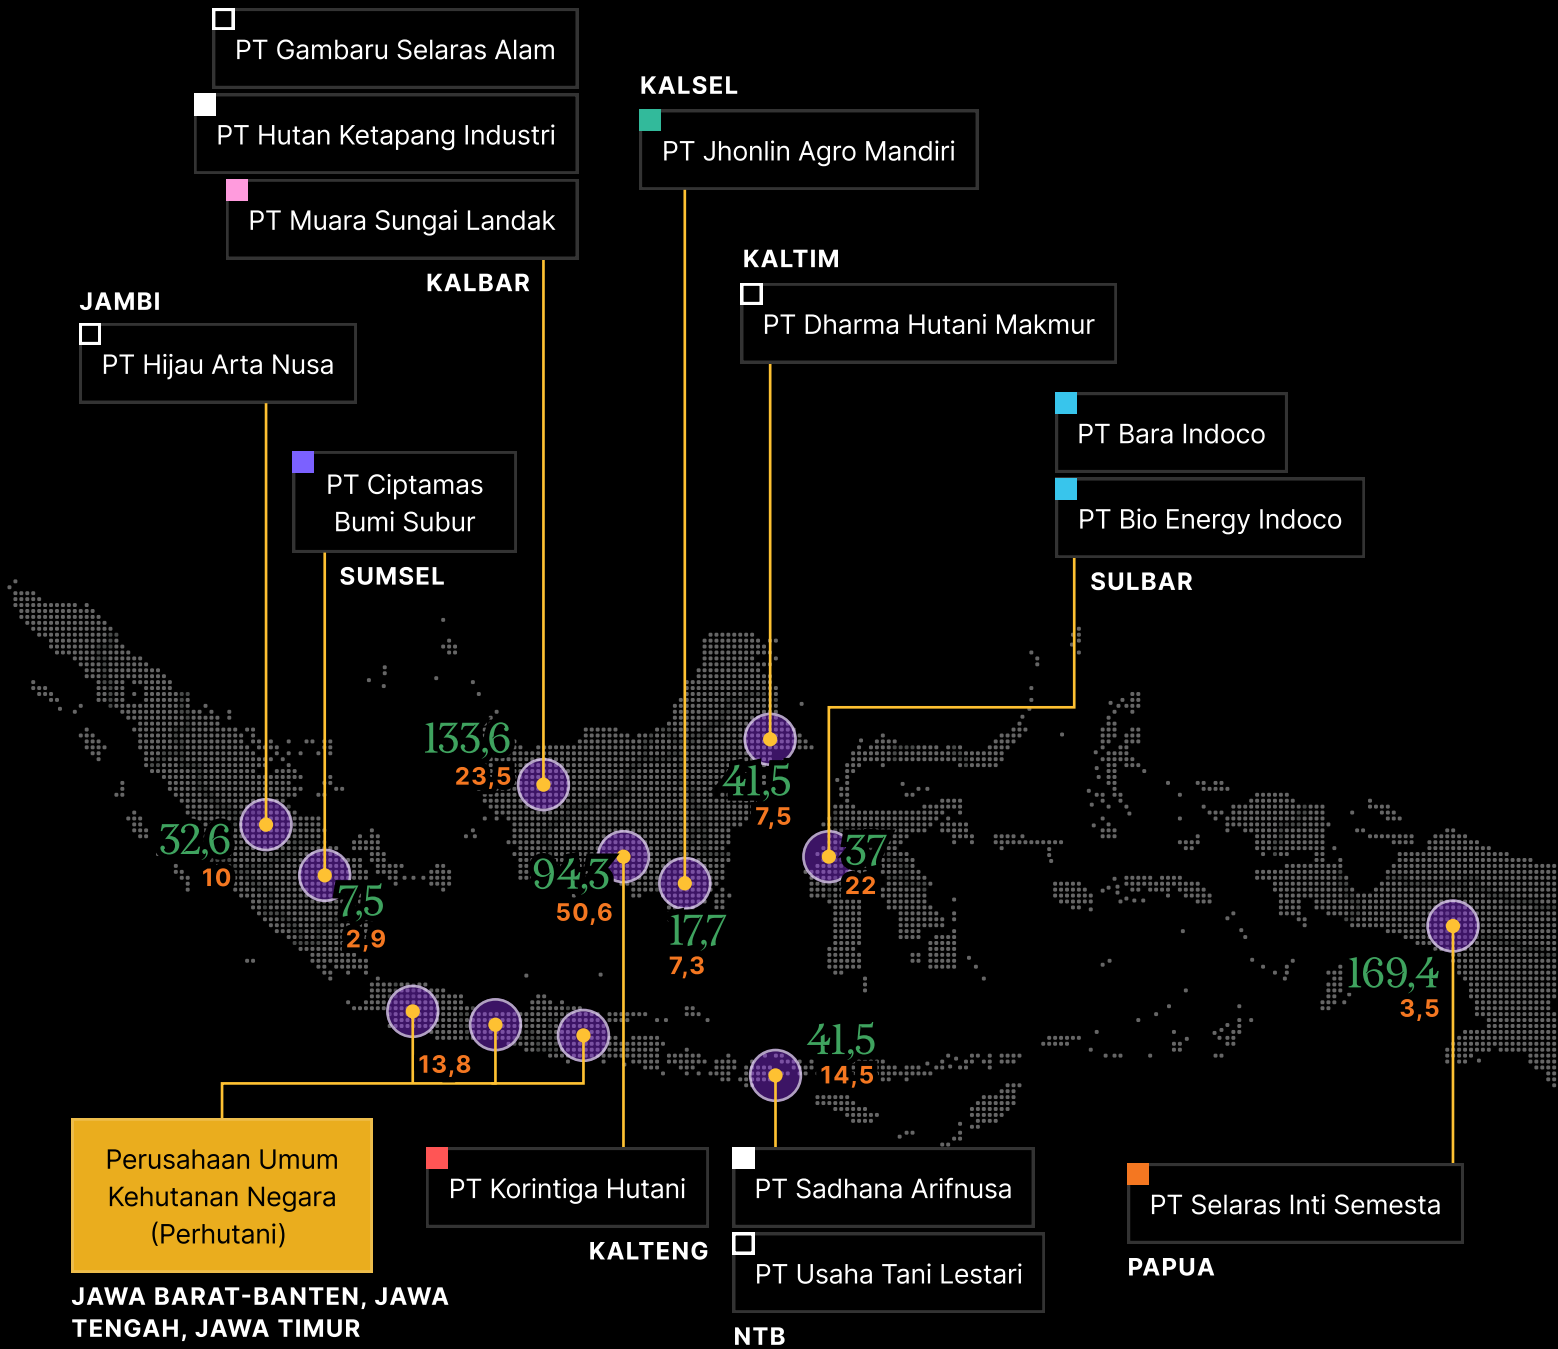 PT Gambaru Selaras Alam
PT Hutan Ketapang Industri
PT Muara Sungai Landak
KALBAR
KALSEL
PT Jhonlin Agro Mandiri
KALTIM
PT Dharma Hutani Makmur
JAMBI
PT Hijau Arta Nusa
PT Ciptamas
Bumi Subur
SUMSEL
PT Bara Indoco
PT Bio Energy Indoco
SULBAR
133,6
23,5
41,5
7,5
32,6
10
94,3
50,6
37
22
7,5
2,9
17,7
7,3
169,4
3,5
13,8
41,5
14,5
Perusahaan Umum
Kehutanan Negara
(Perhutani)
JAWA BARAT-BANTEN, JAWA
TENGAH, JAWA TIMUR
PT Korintiga Hutani
KALTENG
PT Sadhana Arifnusa
PT Usaha Tani Lestari
NTB
PT Selaras Inti Semesta
PAPUA